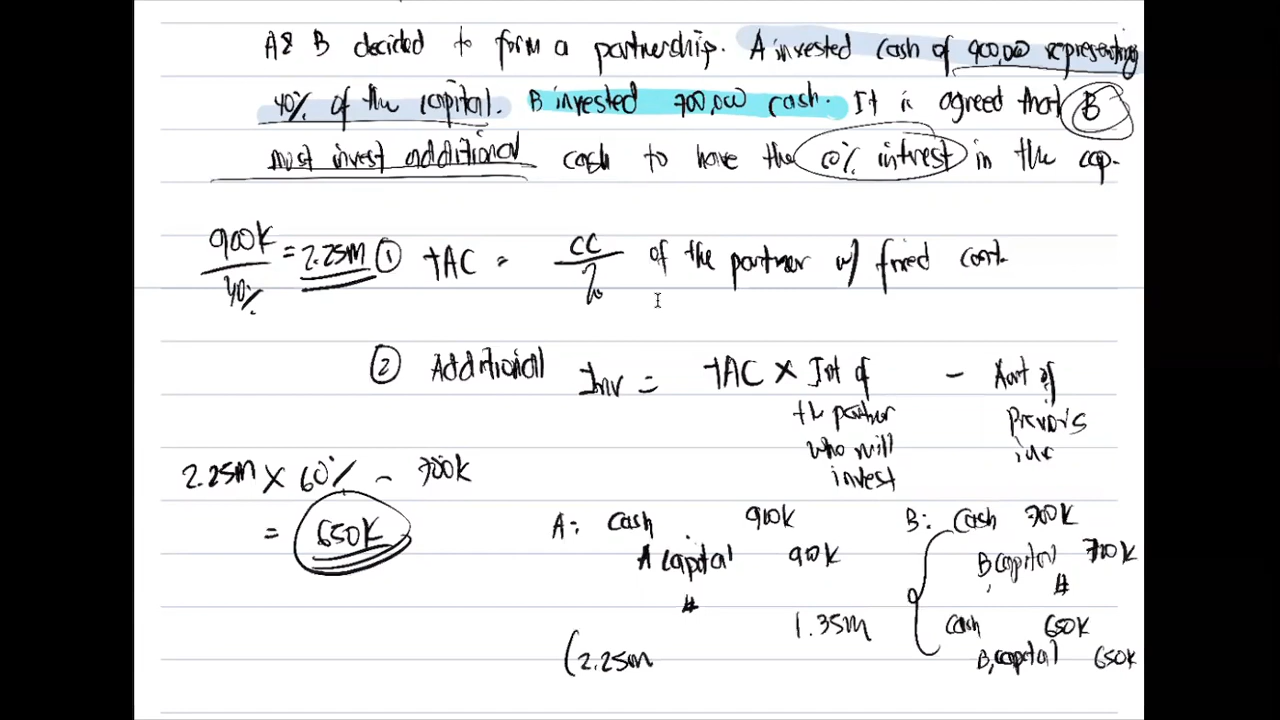 A & B decided to form a partnership. A invested cash of 900,000 representing
40% of the capital. B invested 700,000 cash. It is agreed that B
must invest additional cash to have the 60% interest in the cap.
900k / 40% = 2.25m ① TAC = CC / % of the partner w/ fixed cont.
② Additional Inv = TAC × Int of the partner who will invest - Amt of previous inv
2.25m × 60% - 700k
= 650k
A: Cash 900k
A capital 900k
#
1.35m
(2.25m
B: Cash 700k
B, capital 700k
#
Cash 650k
B, capital 650k